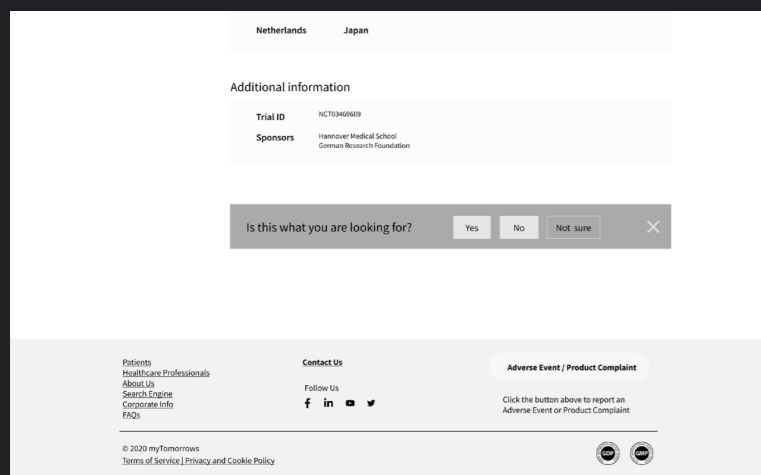 Netherlands Japan
Additional information
Trial ID NCT03469609
Sponsors Hannover Medical School
German Research Foundation
Is this what you are looking for? Yes No Not sure
Patients
Healthcare Professionals
About Us
Search Engine
Corporate Info
FAQs
Contact Us
Follow Us
Adverse Event / Product Complaint
Click the button above to report an
Adverse Event or Product Complaint
© 2020 myTomorrows
Terms of Service | Privacy and Cookie Policy
GDP GMP